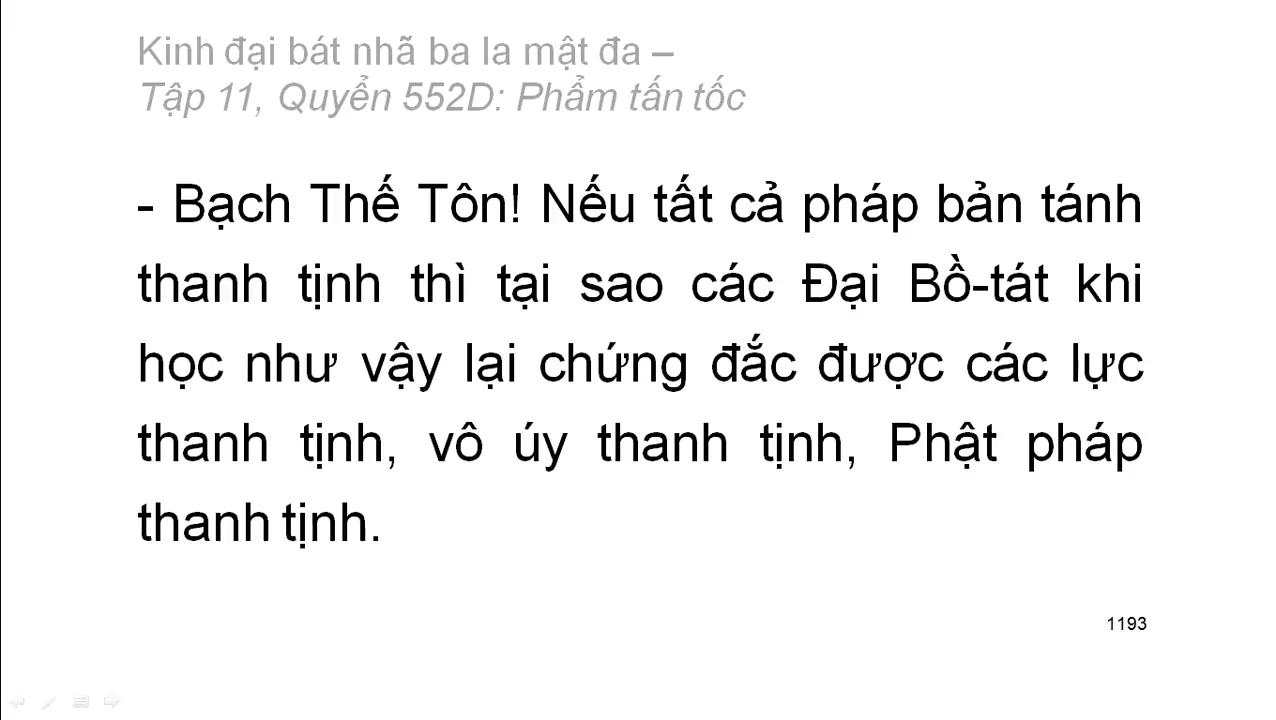 Kinh đại bát nhã ba la mật đa –
Tập 11, Quyển 552D: Phẩm tấn tốc
- Bạch Thế Tôn! Nếu tất cả pháp bản tánh
thanh tịnh thì tại sao các Đại Bồ-tát khi
học như vậy lại chứng đắc được các lực
thanh tịnh, vô úy thanh tịnh, Phật pháp
thanh tịnh.
1193